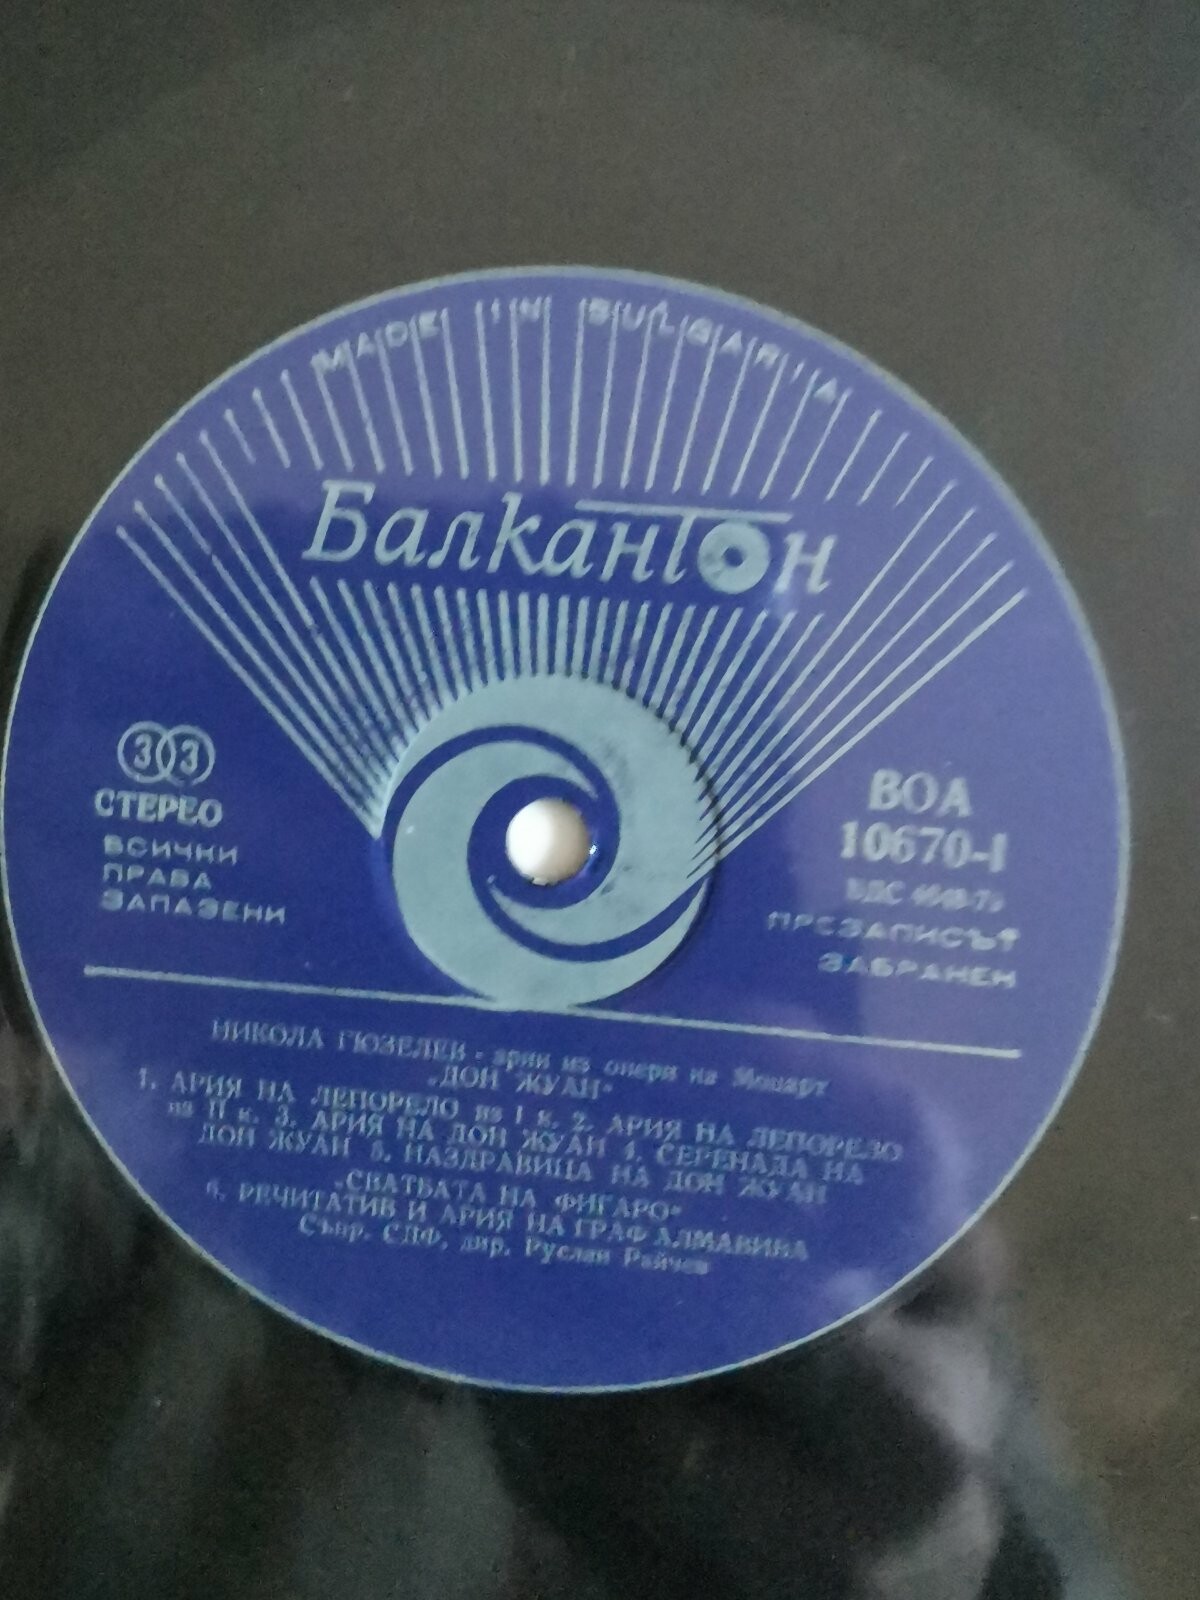 MADE IN BULGARIA
Балкантон
33
СТЕРЕО
ВСИЧКИ
ПРАВА
ЗАПАЗЕНИ
ВОА
10670-I
БДС
ПРЕЗАПИСЪТ
ЗАБРАНЕН
НИКОЛА ГЮЗЕЛЕВ - арии из опери на Моцарт
„ДОН ЖУАН"
1. АРИЯ НА ЛЕПОРЕЛО из I к. 2. АРИЯ НА ЛЕПОРЕЛО
из II к. 3. АРИЯ НА ДОН ЖУАН 4. СЕРЕНАДА НА
ДОН ЖУАН 5. НАЗДРАВИЦА НА ДОН ЖУАН
„СВАТБАТА НА ФИГАРО"
6. РЕЧИТАТИВ И АРИЯ НА ГРАФ АЛМАВИВА
Съпр. СДФ, дир. Руслан Райчев